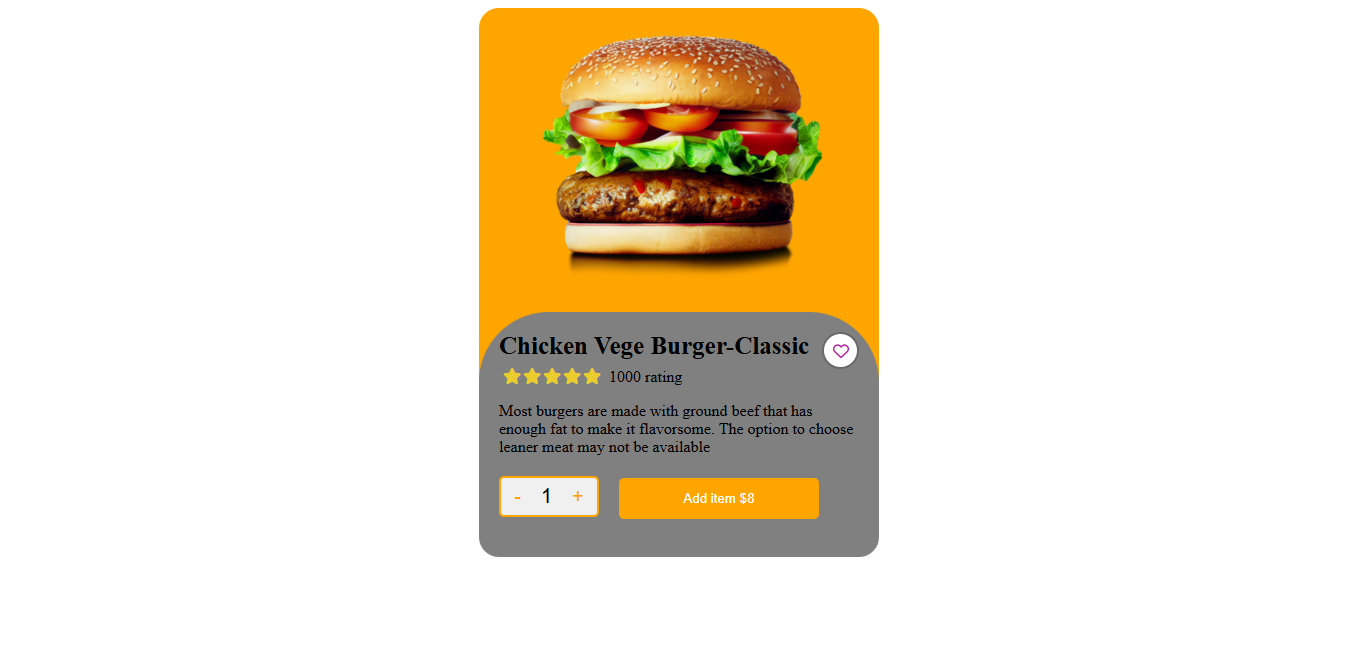 Chicken Vege Burger-Classic
1000 rating
Most burgers are made with ground beef that has
enough fat to make it flavorsome. The option to choose
leaner meat may not be available
- 1 +
Add item $8